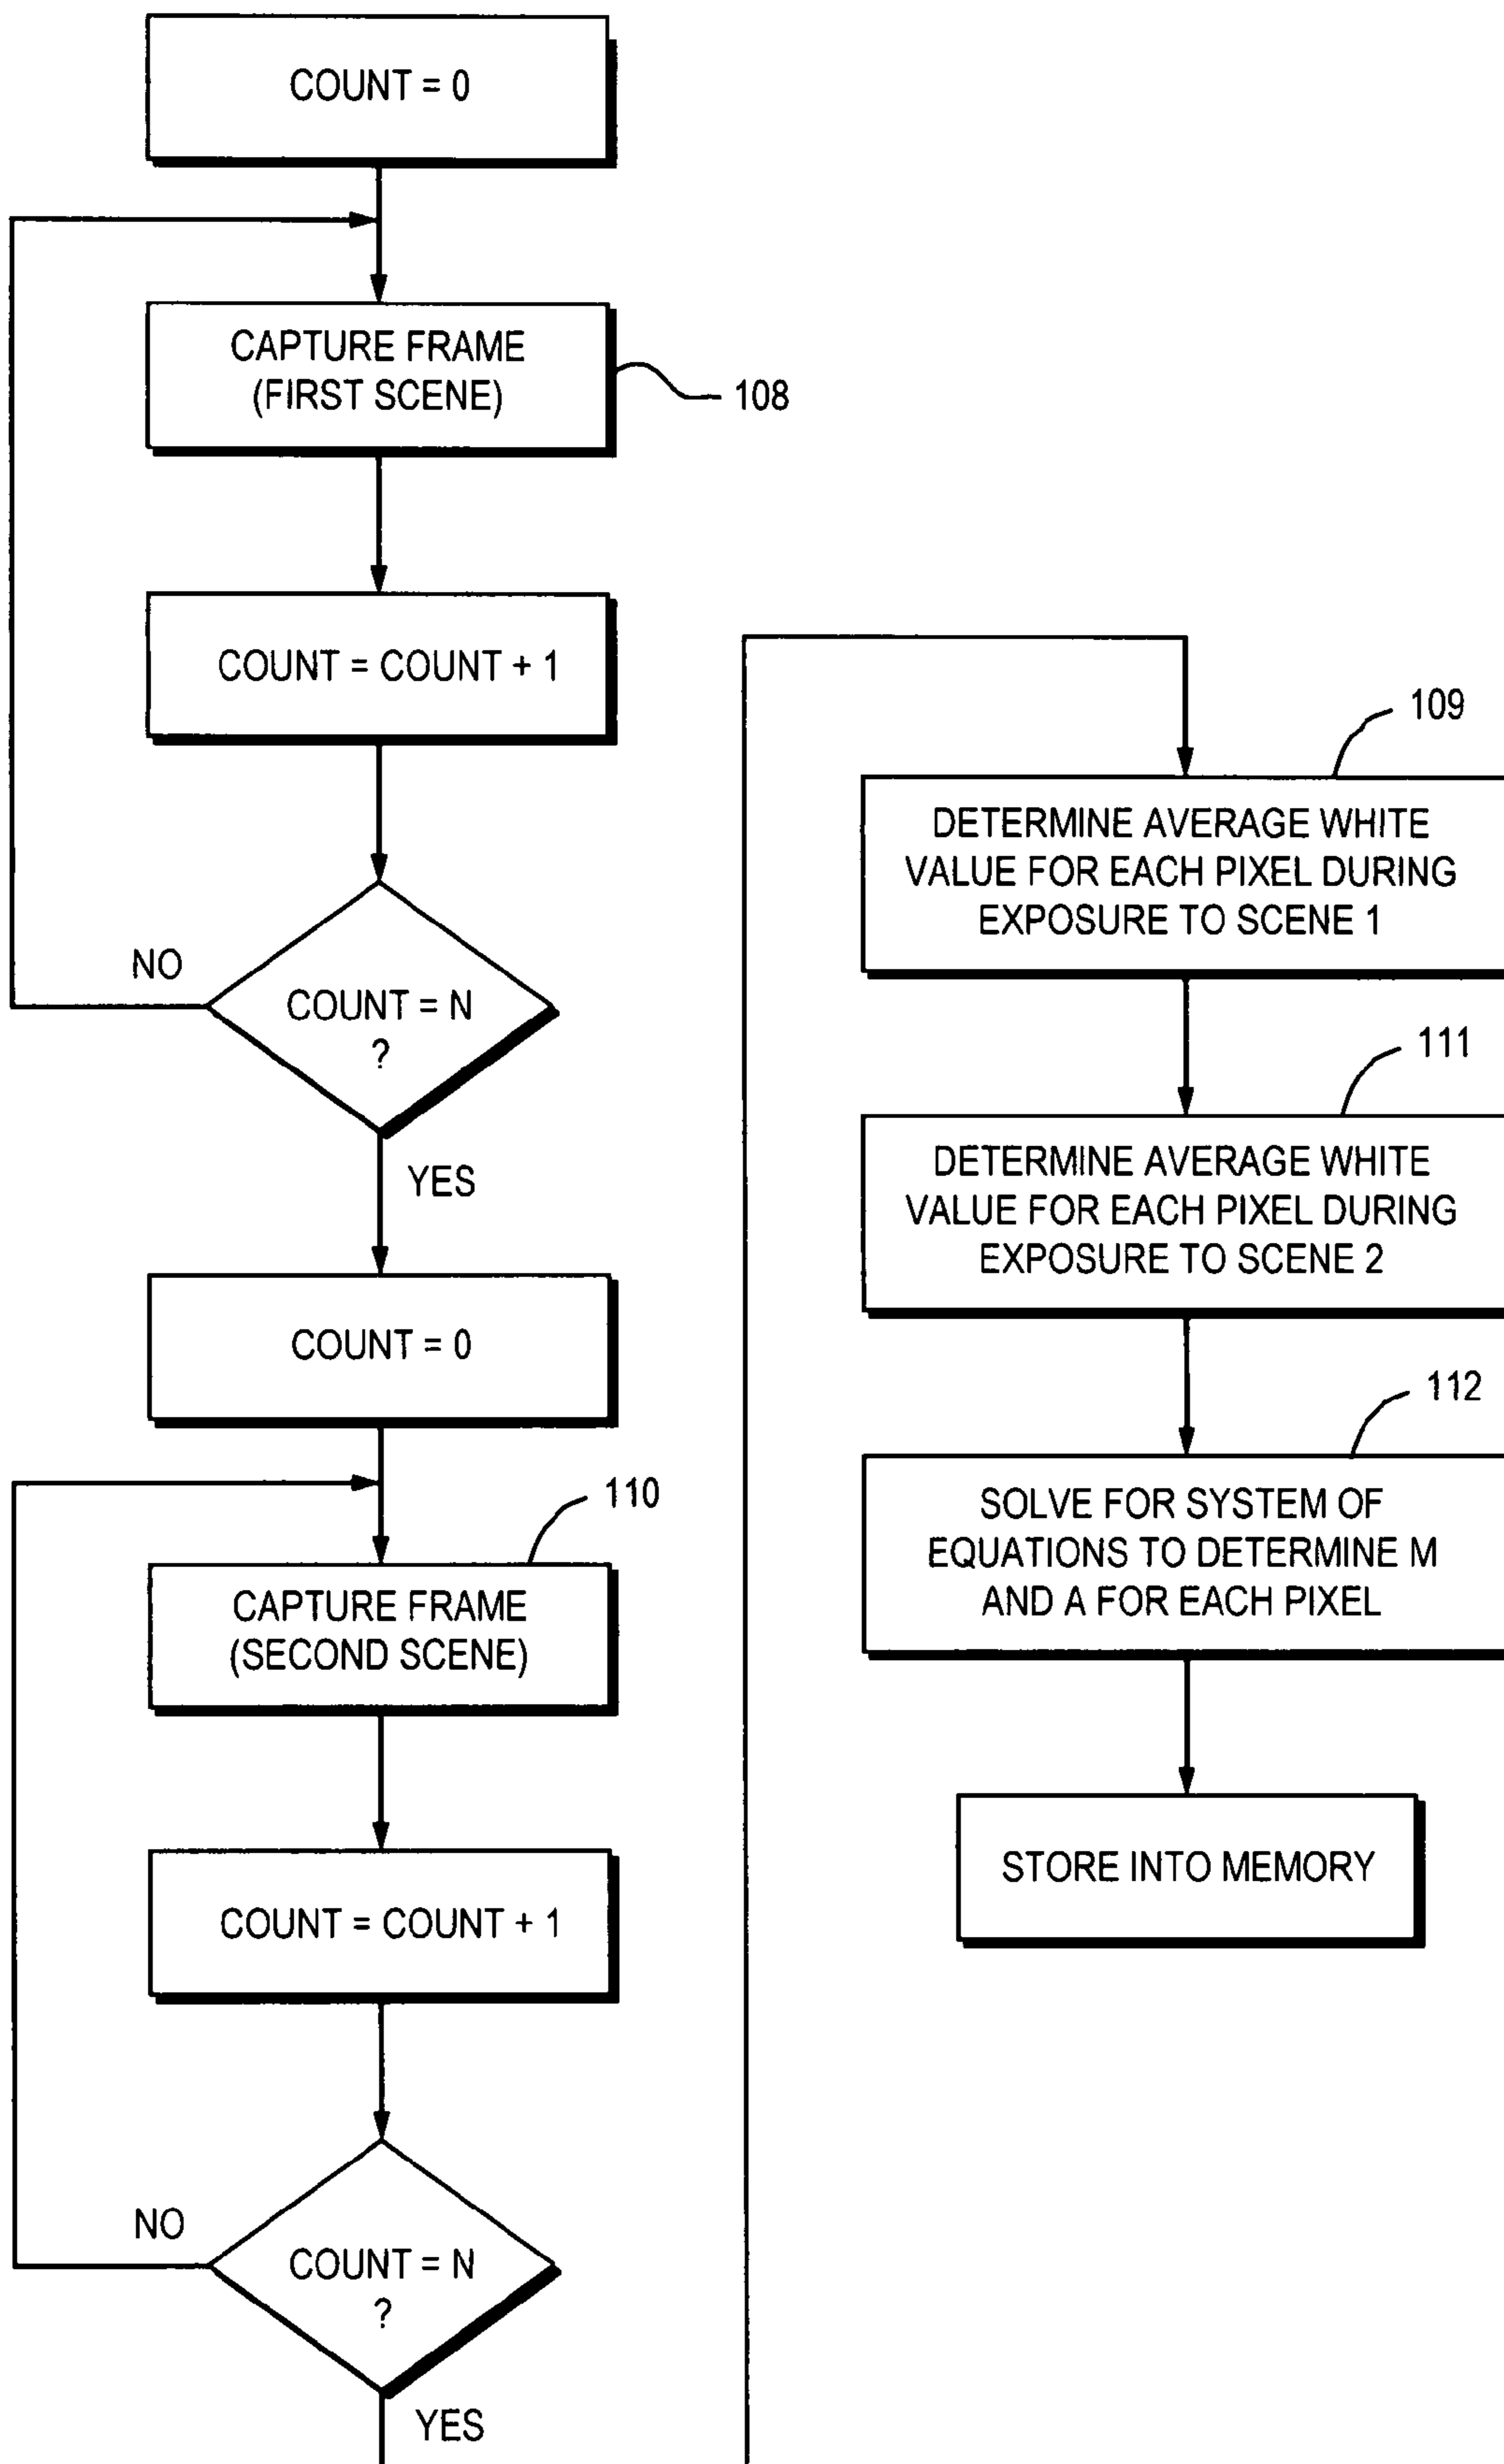 COUNT = 0
CAPTURE FRAME
(FIRST SCENE)
108
COUNT = COUNT + 1
NO
COUNT = N
?
YES
COUNT = 0
110
CAPTURE FRAME
(SECOND SCENE)
COUNT = COUNT + 1
NO
COUNT = N
?
YES
109
DETERMINE AVERAGE WHITE
VALUE FOR EACH PIXEL DURING
EXPOSURE TO SCENE 1
111
DETERMINE AVERAGE WHITE
VALUE FOR EACH PIXEL DURING
EXPOSURE TO SCENE 2
112
SOLVE FOR SYSTEM OF
EQUATIONS TO DETERMINE M
AND A FOR EACH PIXEL
STORE INTO MEMORY